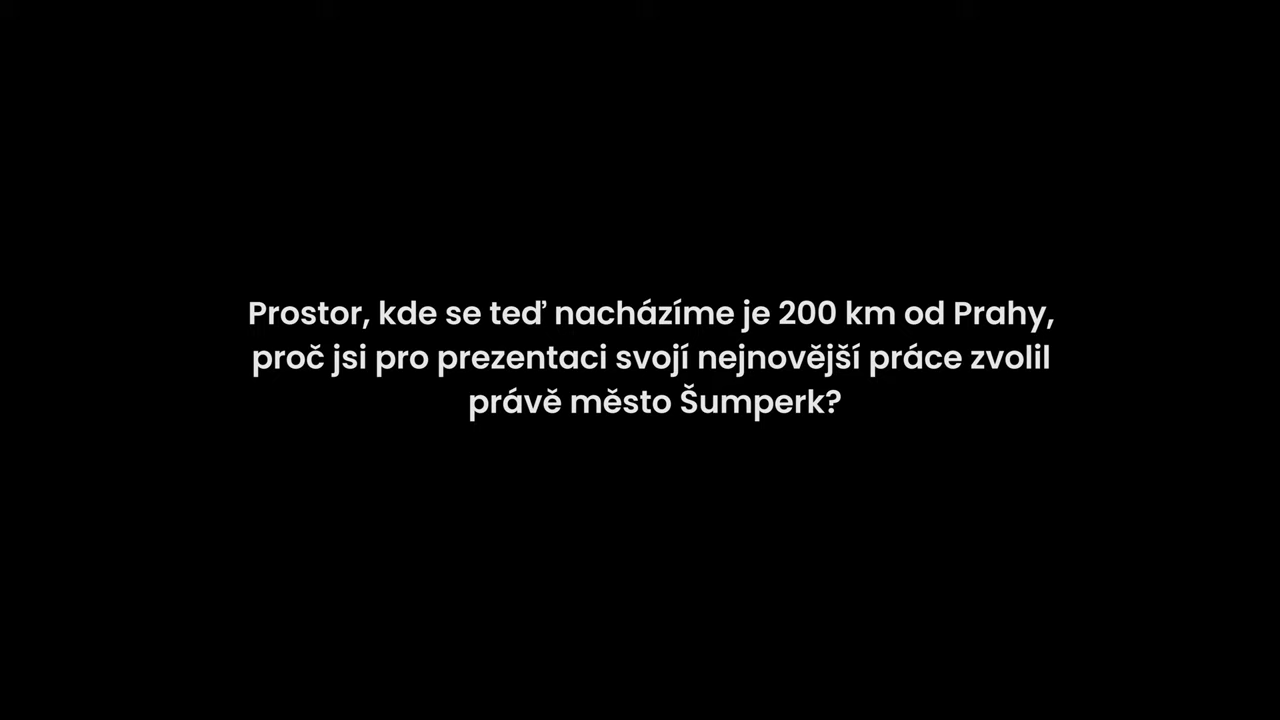 Prostor, kde se teď nacházíme je 200 km od Prahy,
proč jsi pro prezentaci svojí nejnovější práce zvolil
právě město Šumperk?